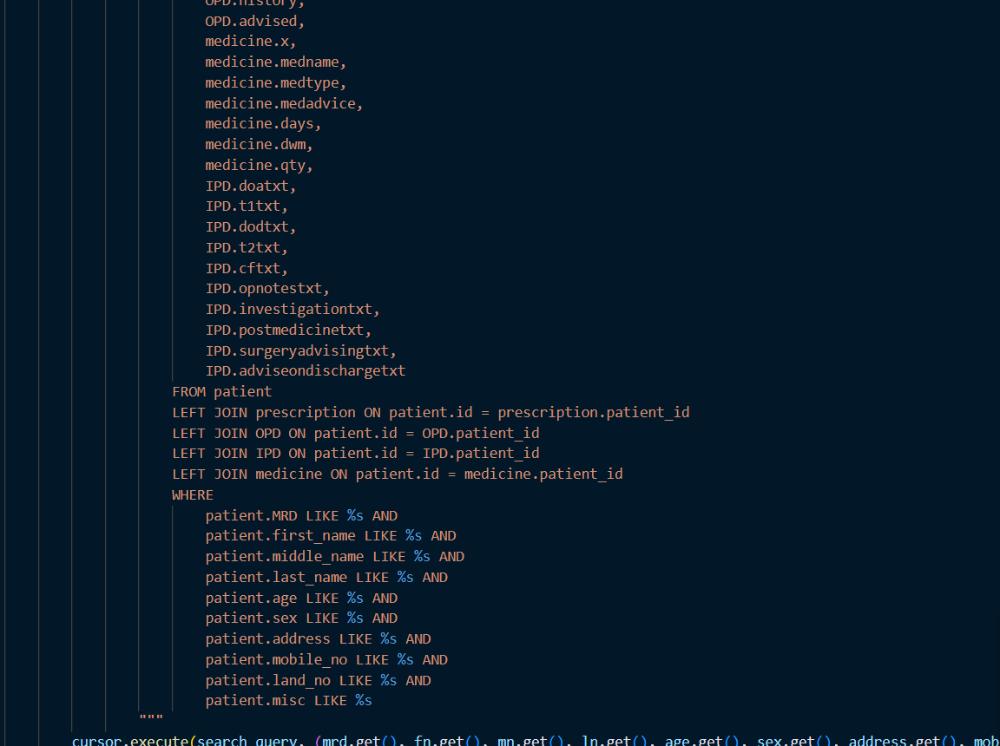 OPD.history,
OPD.advised,
medicine.x,
medicine.medname,
medicine.medtype,
medicine.medadvice,
medicine.days,
medicine.dwm,
medicine.qty,
IPD.doatxt,
IPD.t1txt,
IPD.dodtxt,
IPD.t2txt,
IPD.cftxt,
IPD.opnotestxt,
IPD.investigationtxt,
IPD.postmedicinetxt,
IPD.surgeryadvisingtxt,
IPD.adviseondischargetxt
FROM patient
LEFT JOIN prescription ON patient.id = prescription.patient_id
LEFT JOIN OPD ON patient.id = OPD.patient_id
LEFT JOIN IPD ON patient.id = IPD.patient_id
LEFT JOIN medicine ON patient.id = medicine.patient_id
WHERE
patient.MRD LIKE %s AND
patient.first_name LIKE %s AND
patient.middle_name LIKE %s AND
patient.last_name LIKE %s AND
patient.age LIKE %s AND
patient.sex LIKE %s AND
patient.address LIKE %s AND
patient.mobile_no LIKE %s AND
patient.land_no LIKE %s AND
patient.misc LIKE %s
"""
cursor.execute(search_query, (mrd.get(), fn.get(), mn.get(), ln.get(), age.get(), sex.get(), address.get(), mob